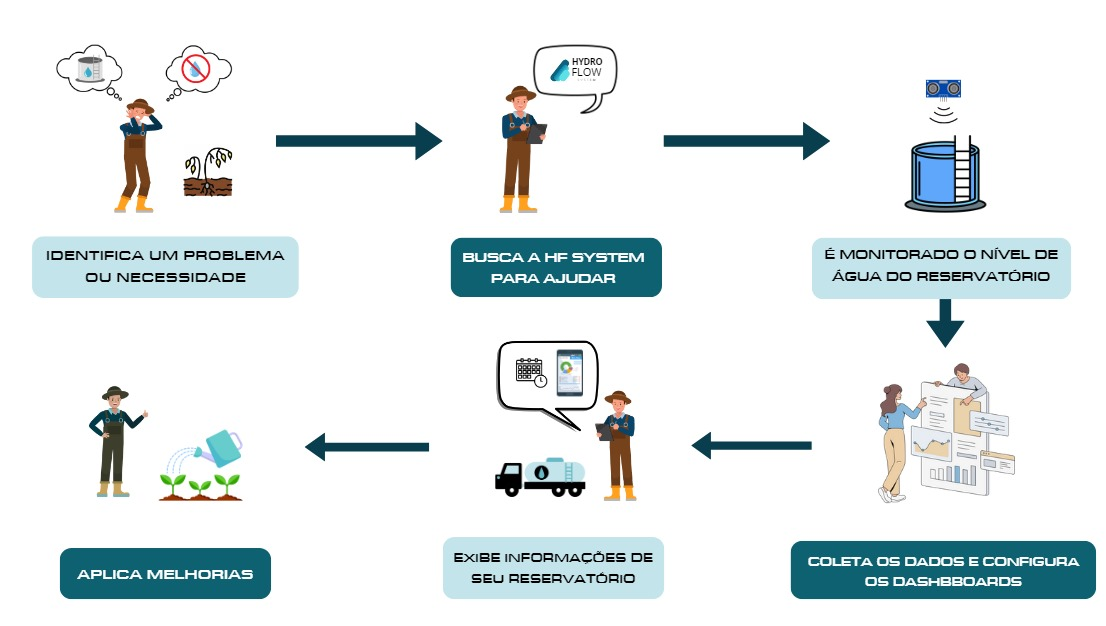 HYDRO
FLOW
SYSTEM
IDENTIFICA UM PROBLEMA
OU NECESSIDADE
BUSCA A HF SYSTEM
PARA AJUDAR
É MONITORADO O NÍVEL DE
ÁGUA DO RESERVATÓRIO
APLICA MELHORIAS
EXIBE INFORMAÇÕES DE
SEU RESERVATÓRIO
COLETA OS DADOS E CONFIGURA
OS DASHBBOARDS